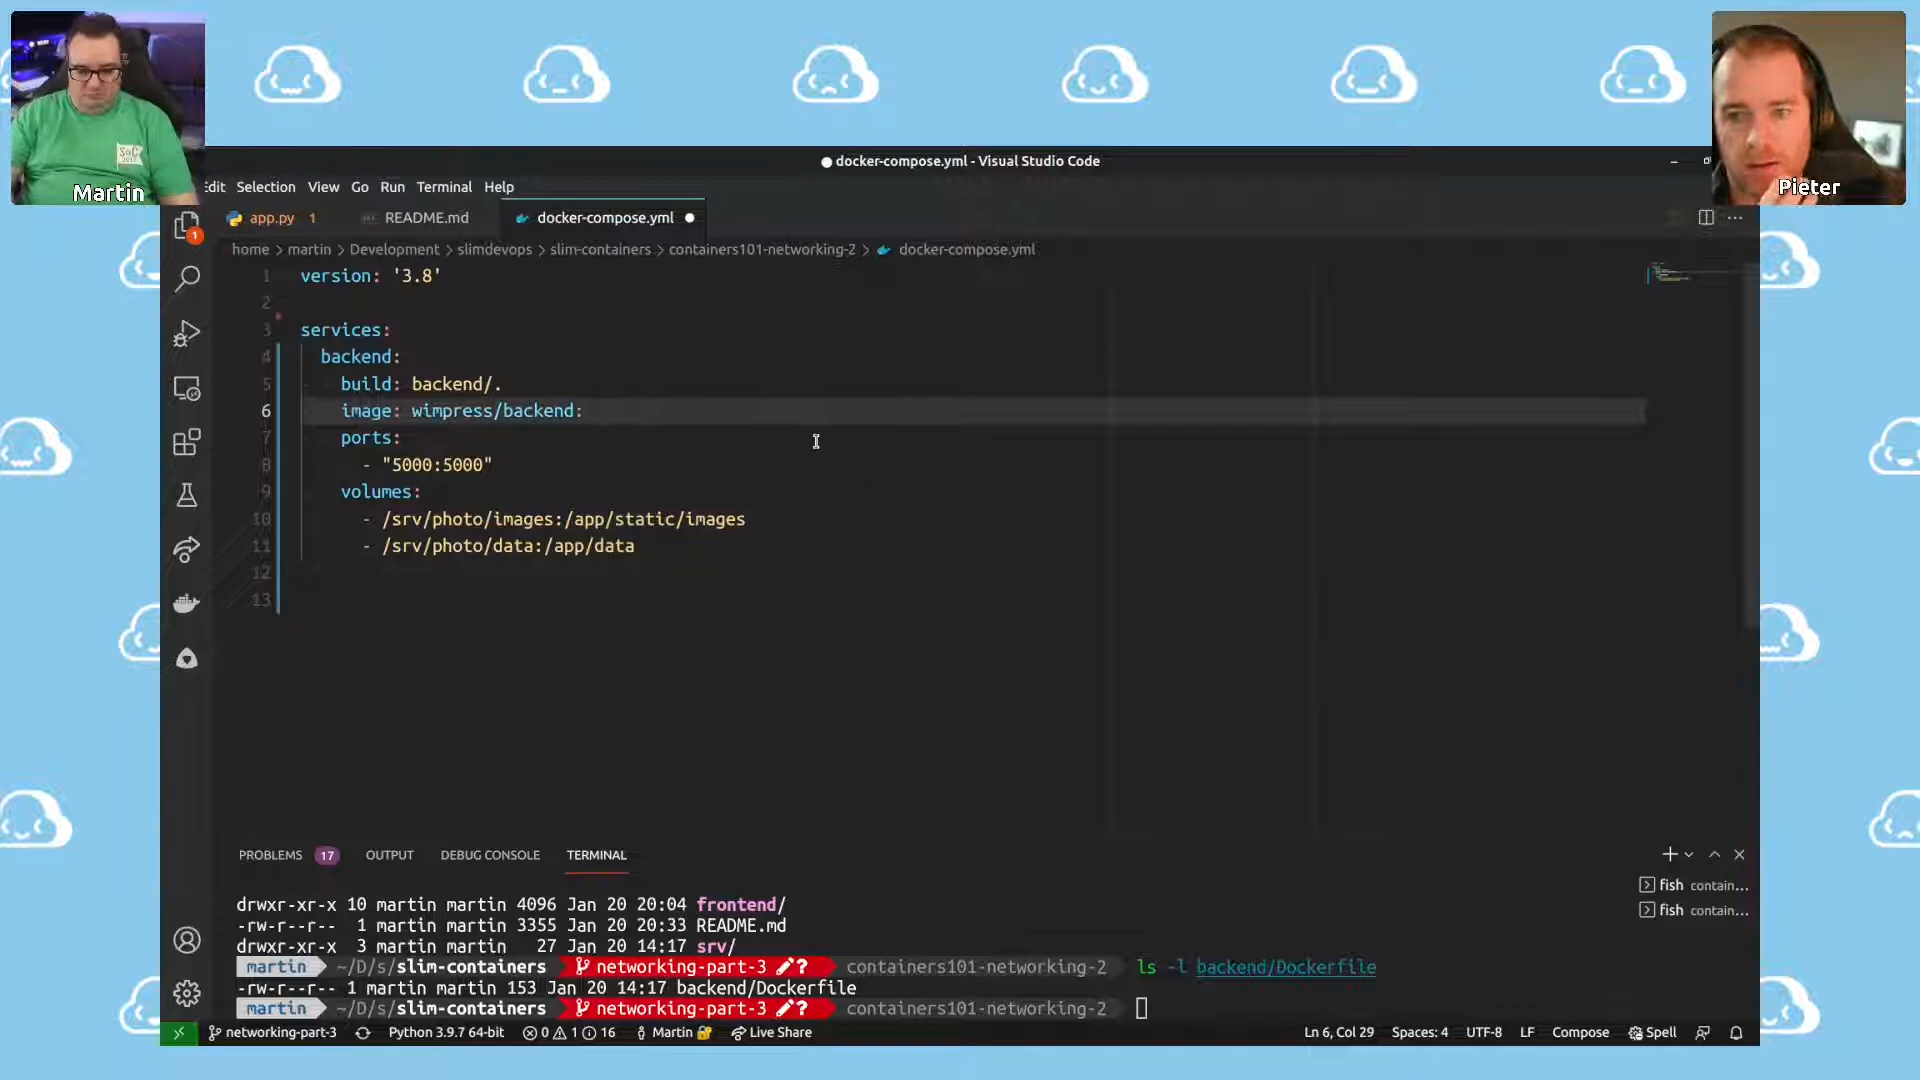 docker-compose.yml - Visual Studio Code
Martin
Pieter
Edit Selection View Go Run Terminal Help
app.py 1 README.md docker-compose.yml
home > martin > Development > slimdevops > slim-containers > containers101-networking-2 > docker-compose.yml
1 version: '3.8'
2
3 services:
4 backend:
5 build: backend/.
6 image: wimpress/backend:
7 ports:
8 - "5000:5000"
9 volumes:
10 - /srv/photo/images:/app/static/images
11 - /srv/photo/data:/app/data
12
13
1
PROBLEMS 17 OUTPUT DEBUG CONSOLE TERMINAL
drwxr-xr-x 10 martin martin 4096 Jan 20 20:04 frontend/
-rw-r--r-- 1 martin martin 3355 Jan 20 20:33 README.md
drwxr-xr-x 3 martin martin 27 Jan 20 14:17 srv/
martin ~/D/s/slim-containers networking-part-3 ? containers101-networking-2 ls -l backend/Dockerfile
-rw-r--r-- 1 martin martin 153 Jan 20 14:17 backend/Dockerfile
martin ~/D/s/slim-containers networking-part-3 ? containers101-networking-2
fish contain...
fish contain...
networking-part-3 Python 3.9.7 64-bit 0 1 16 Martin Live Share Ln 6, Col 29 Spaces: 4 UTF-8 LF Compose Spell